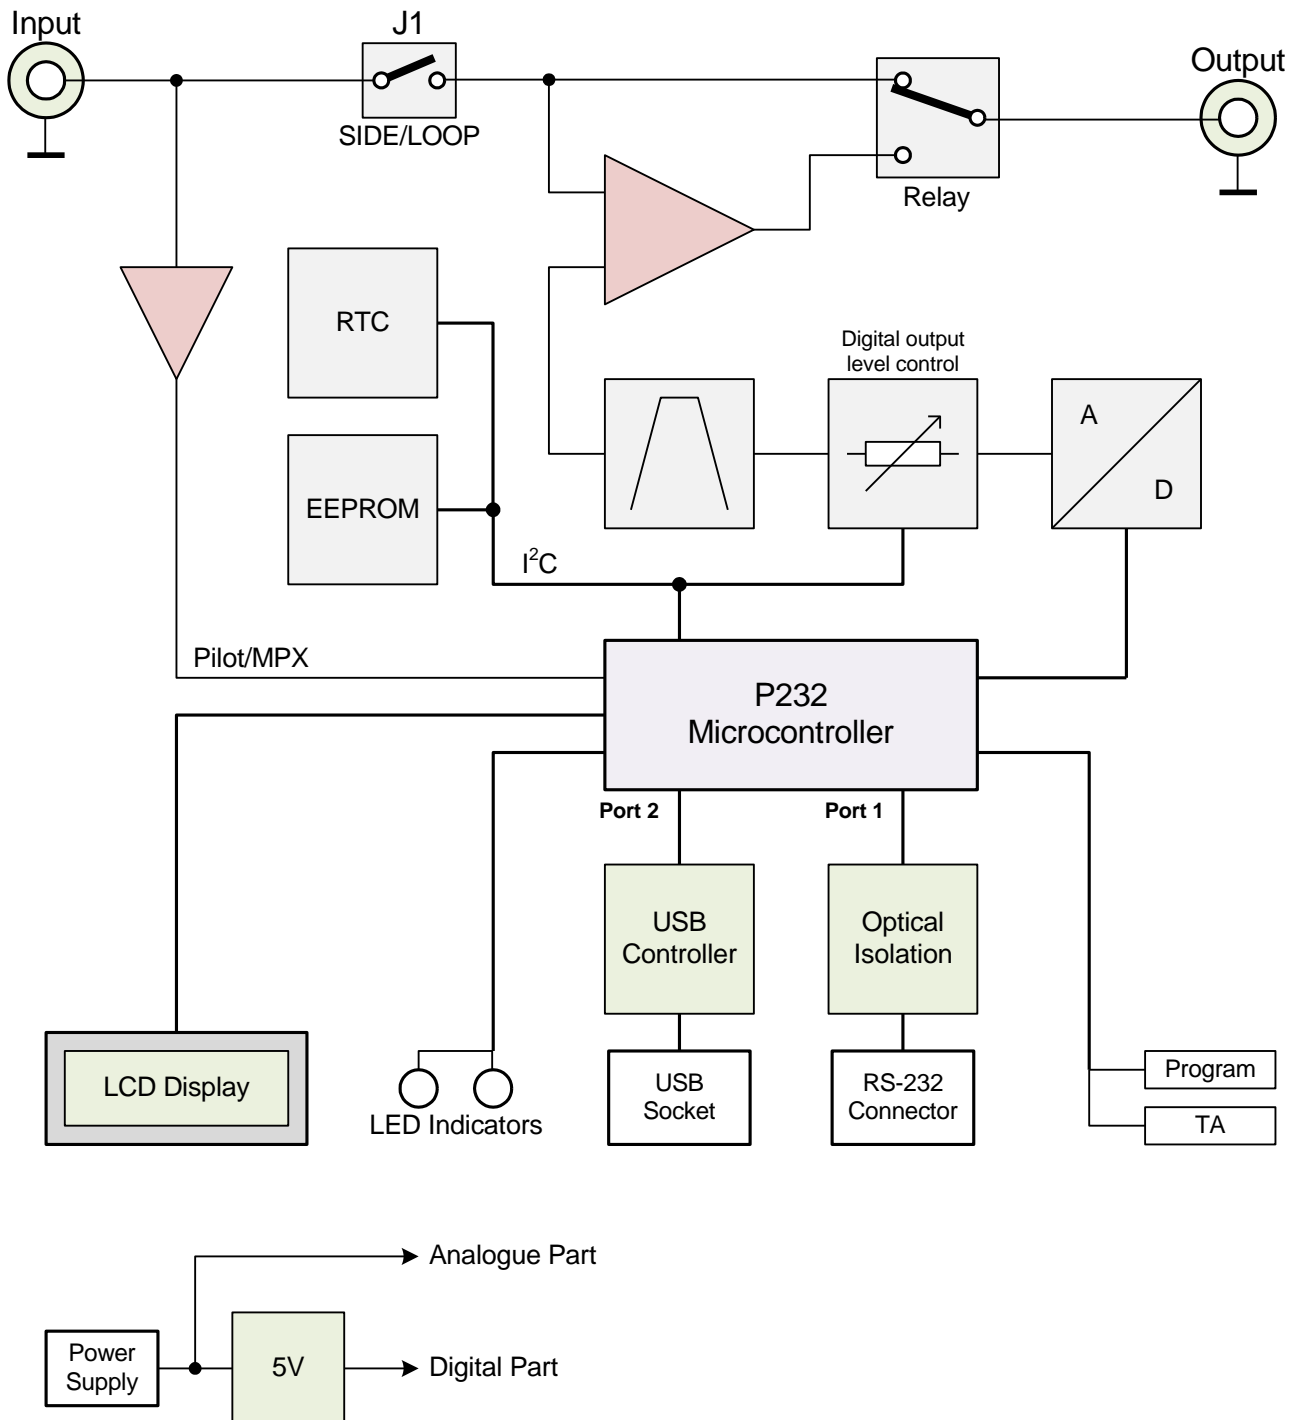 Input
J1
Output
SIDE/LOOP
Relay
RTC
Digital output
level control
A
D
EEPROM
I²C
Pilot/MPX
P232
Microcontroller
Port 2
Port 1
USB
Controller
Optical
Isolation
LCD Display
LED Indicators
USB
Socket
RS-232
Connector
Program
TA
Analogue Part
Power
Supply
5V
Digital Part